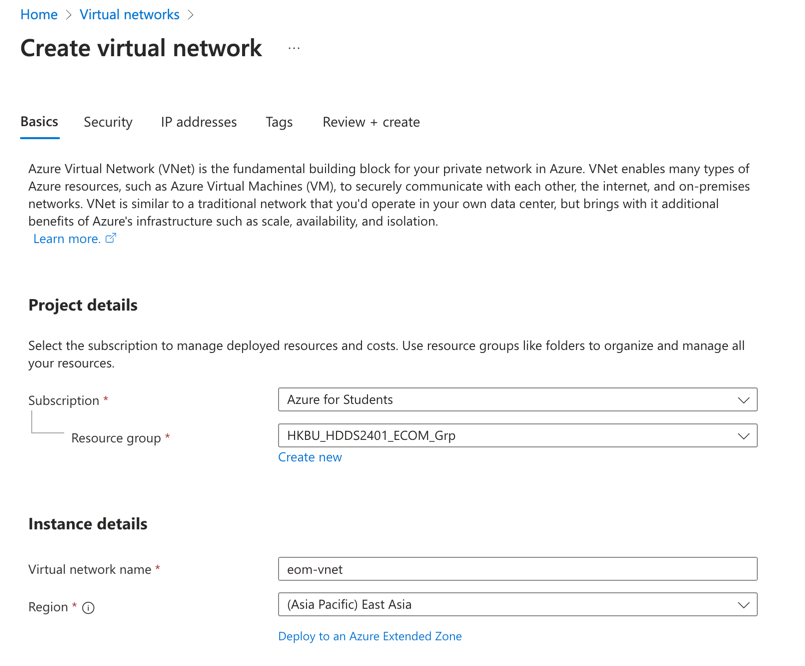 Home > Virtual networks >
Create virtual network ...
Basics Security IP addresses Tags Review + create
Azure Virtual Network (VNet) is the fundamental building block for your private network in Azure. VNet enables many types of
Azure resources, such as Azure Virtual Machines (VM), to securely communicate with each other, the internet, and on-premises
networks. VNet is similar to a traditional network that you'd operate in your own data center, but brings with it additional
benefits of Azure's infrastructure such as scale, availability, and isolation.
Learn more.
Project details
Select the subscription to manage deployed resources and costs. Use resource groups like folders to organize and manage all
your resources.
Subscription * Azure for Students
Resource group * HKBU_HDDS2401_ECOM_Grp
Create new
Instance details
Virtual network name * eom-vnet
Region * (Asia Pacific) East Asia
Deploy to an Azure Extended Zone